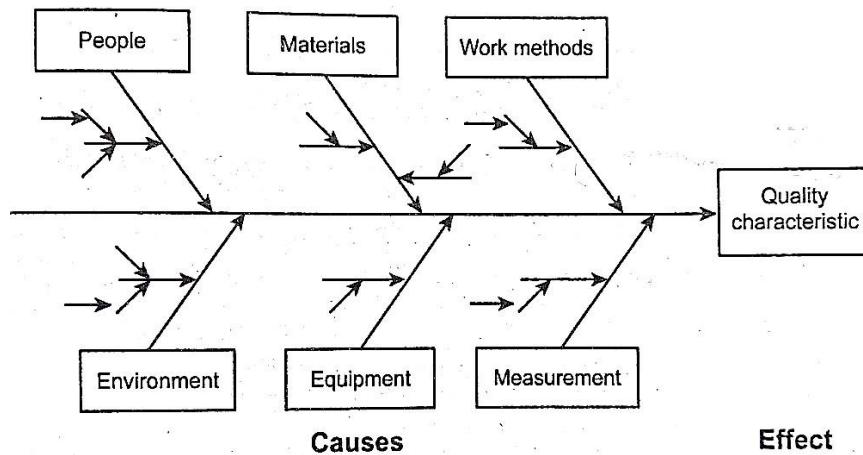 People
Materials
Work methods
Quality
characteristic
Environment
Equipment
Measurement
Causes
Effect